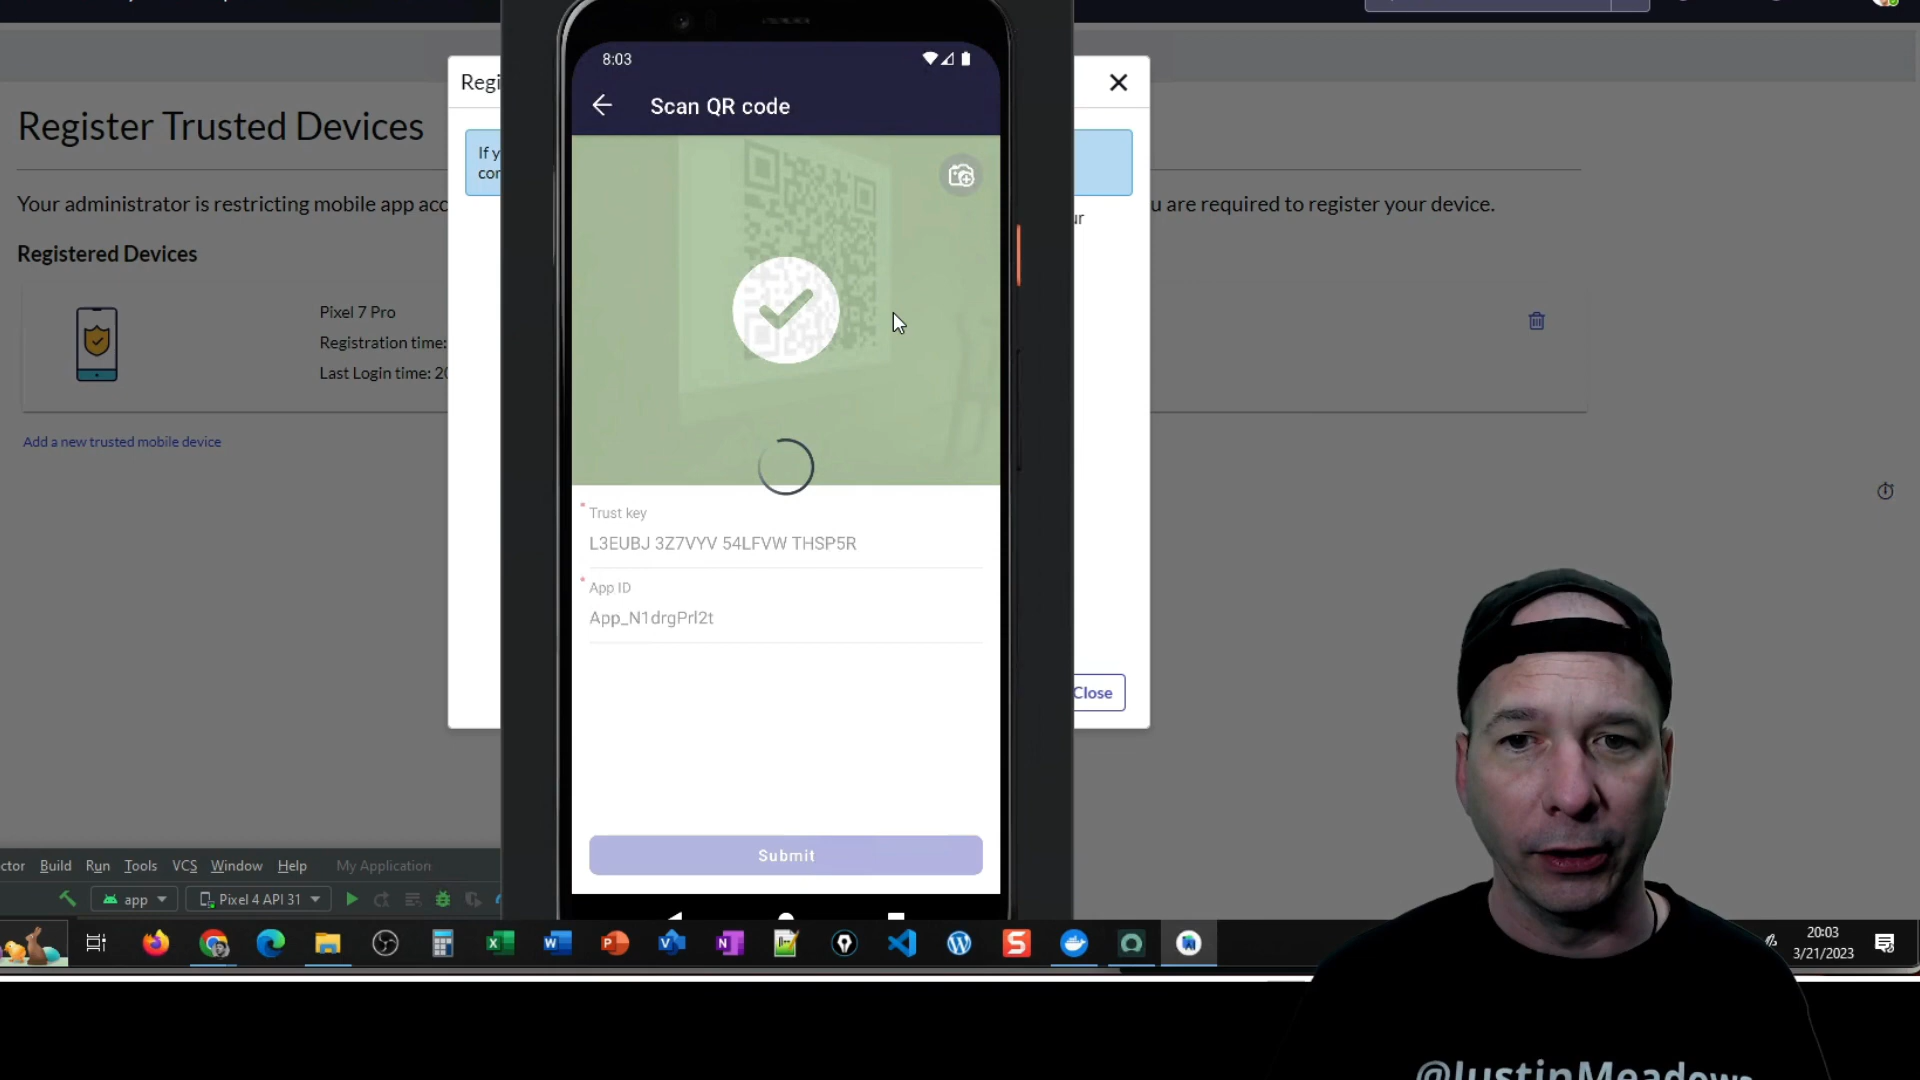 8:03
Scan QR code
Regi
Register Trusted Devices
If y
con
Your administrator is restricting mobile app acc
ur
u are required to register your device.
Registered Devices
Pixel 7 Pro
Registration time:
Last Login time: 20
Add a new trusted mobile device
* Trust key
L3EUBJ 3Z7VYV 54LFVW THSP5R
* App ID
App_N1drgPrl2t
Close
Submit
ctor Build Run Tools VCS Window Help My Application
app Pixel 4 API 31
20:03
3/21/2023
@JustinMeadows